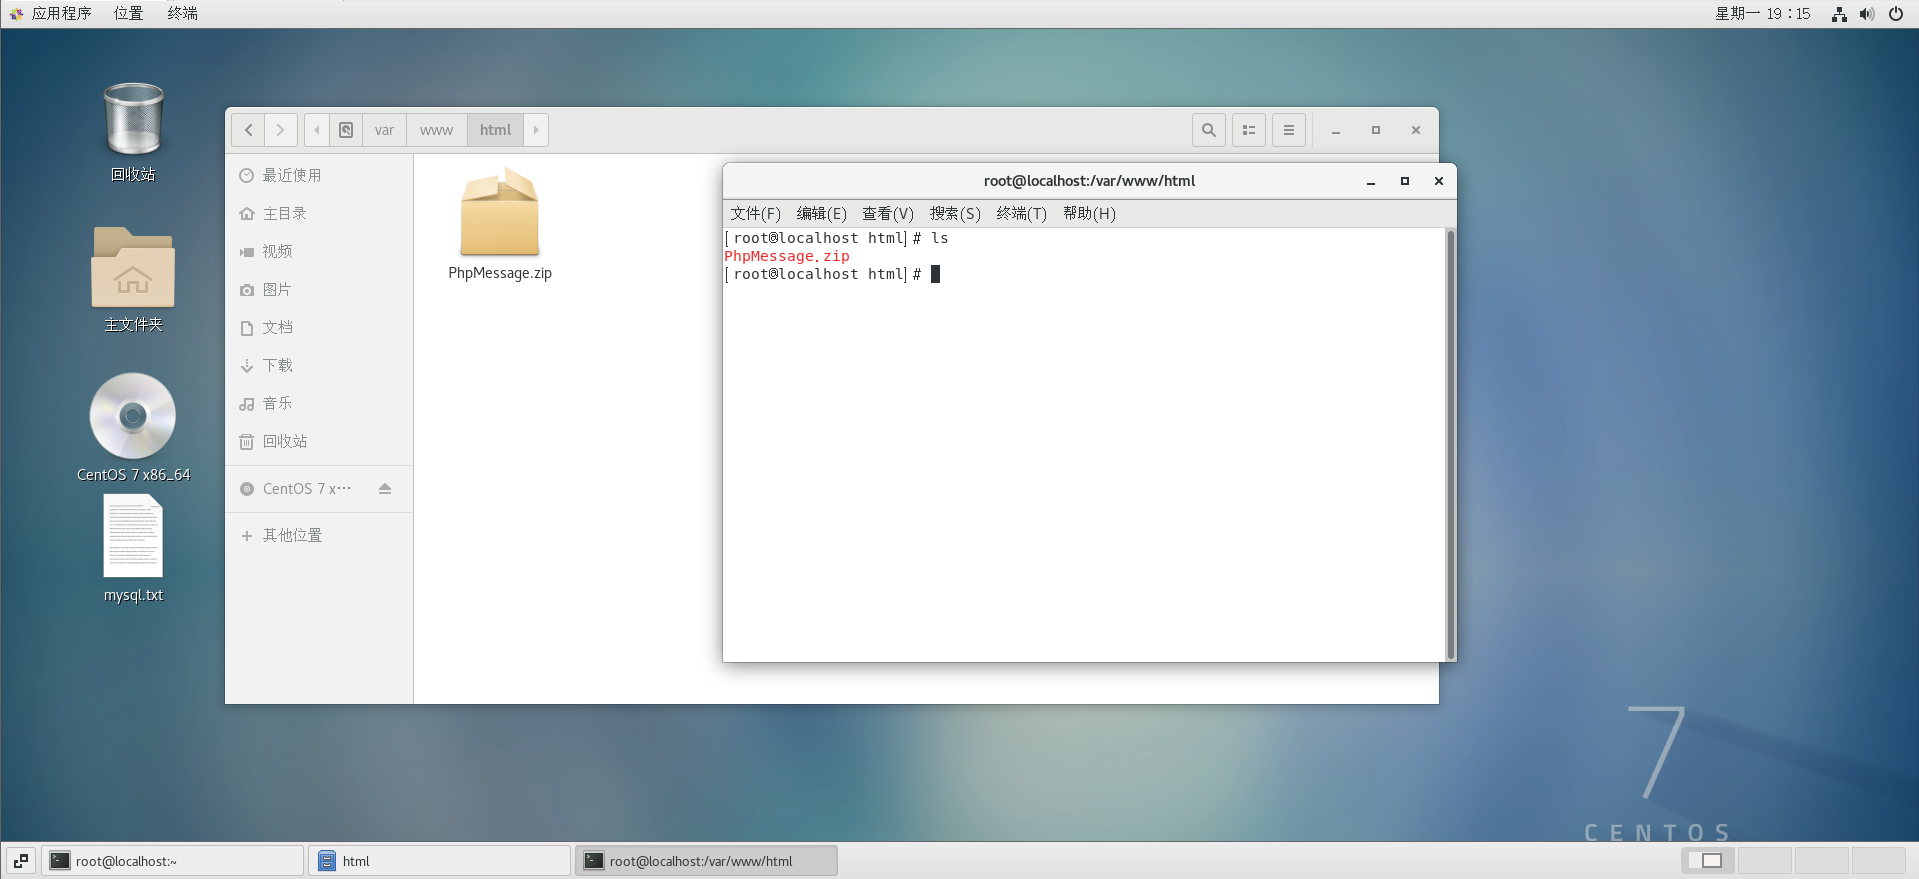 应用程序 位置 终端 星期一 19：15
回收站
主文件夹
CentOS 7 x86_64
mysql.txt
var www html
最近使用
主目录
视频
图片
文档
下载
音乐
回收站
CentOS 7 x···
其他位置
PhpMessage.zip
root@localhost:/var/www/html
文件(F) 编辑(E) 查看(V) 搜索(S) 终端(T) 帮助(H)
[root@localhost html]# ls
PhpMessage.zip
[root@localhost html]#
7
CENTOS
root@localhost:~ html root@localhost:/var/www/html